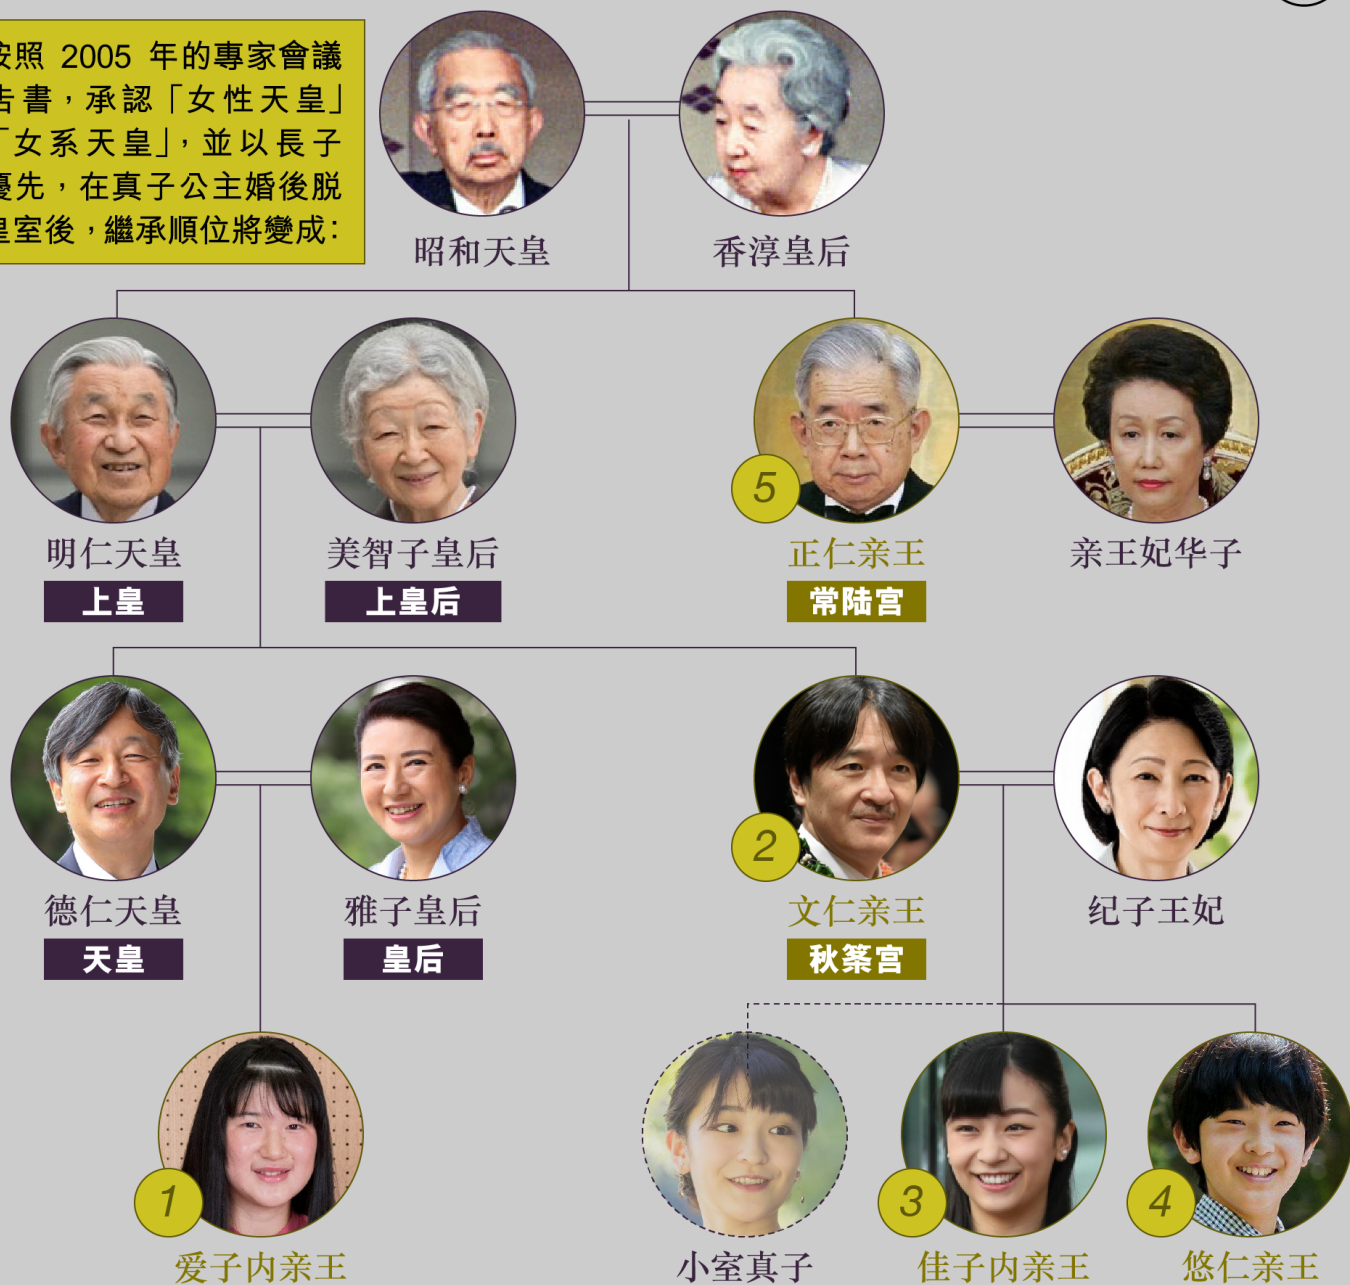 按照 2005 年的專家會議
告書，承認「女性天皇」
「女系天皇」，並以長子
優先，在真子公主婚後脫
皇室後，繼承順位將變成：
昭和天皇
香淳皇后
5
明仁天皇
美智子皇后
正仁亲王
亲王妃华子
上皇
上皇后
常陆宫
2
德仁天皇
雅子皇后
文仁亲王
纪子王妃
天皇
皇后
秋篠宫
1
3
4
爱子内亲王
小室真子
佳子内亲王
悠仁亲王